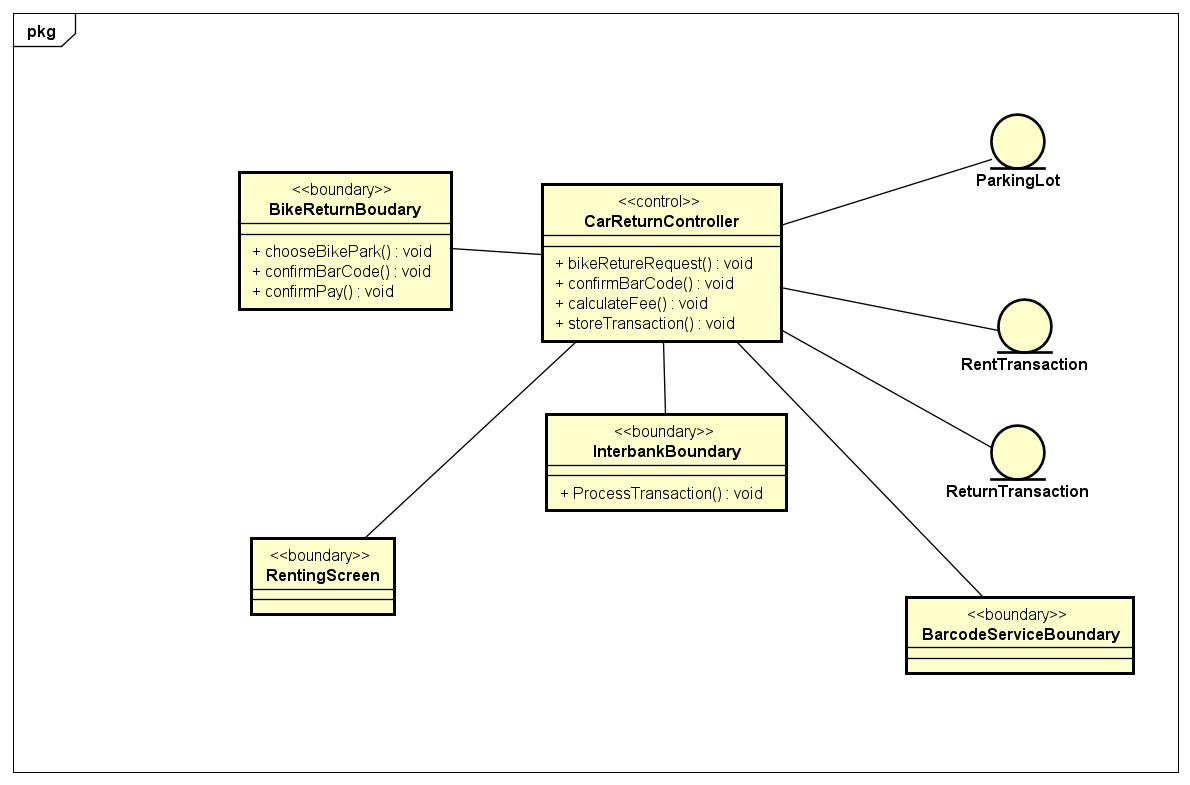 pkg
<<boundary>>
BikeReturnBoudary
+ chooseBikePark() : void
+ confirmBarCode() : void
+ confirmPay() : void
<<control>>
CarReturnController
+ bikeRetureRequest() : void
+ confirmBarCode() : void
+ calculateFee() : void
+ storeTransaction() : void
ParkingLot
RentTransaction
ReturnTransaction
<<boundary>>
InterbankBoundary
+ ProcessTransaction() : void
<<boundary>>
RentingScreen
<<boundary>>
BarcodeServiceBoundary